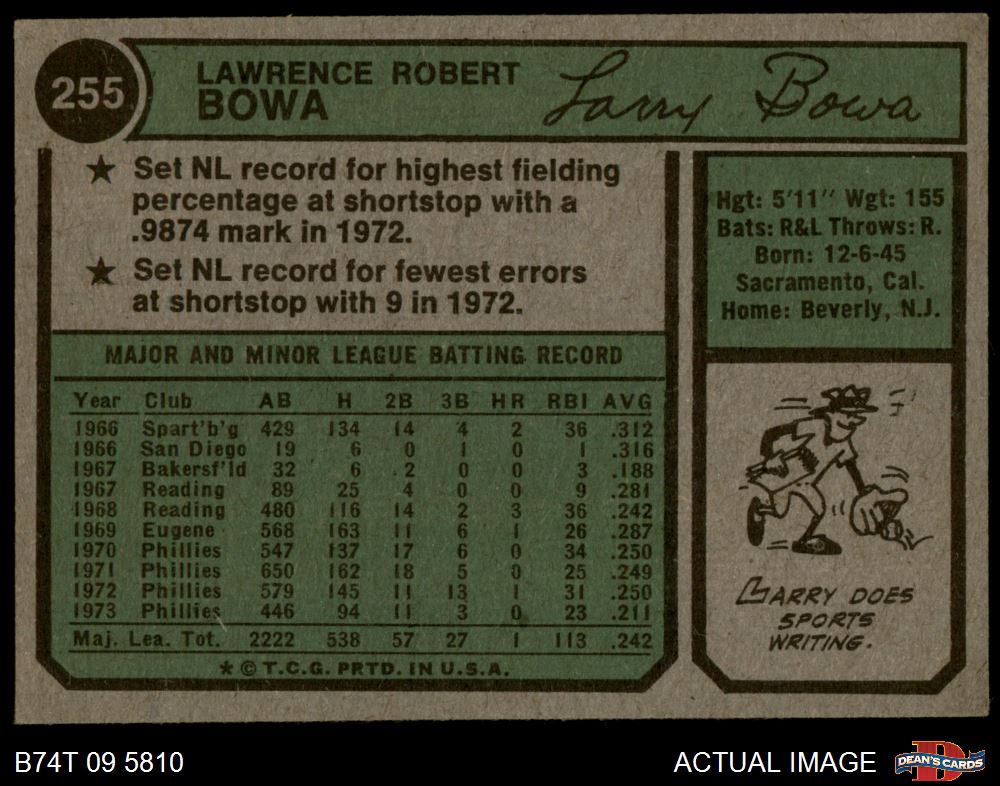 255
LAWRENCE ROBERT
BOWA
Larry Bowa
★ Set NL record for highest fielding
percentage at shortstop with a
.9874 mark in 1972.
★ Set NL record for fewest errors
at shortstop with 9 in 1972.
Hgt: 5'11'' Wgt: 155
Bats: R&L Throws: R.
Born: 12-6-45
Sacramento, Cal.
Home: Beverly, N.J.
MAJOR AND MINOR LEAGUE BATTING RECORD
Year Club AB H 2B 3B HR RBI AVG
1966 Spart'b'g 429 134 14 4 2 36 .312
1966 San Diego 19 6 0 1 0 1 .316
1967 Bakersf'ld 32 6 2 0 0 3 .188
1967 Reading 89 25 4 0 0 9 .281
1968 Reading 480 116 14 2 3 36 .242
1969 Eugene 568 163 11 6 1 26 .287
1970 Phillies 547 137 17 6 0 34 .250
1971 Phillies 650 162 18 5 0 25 .249
1972 Phillies 579 145 11 13 1 31 .250
1973 Phillies 446 94 11 3 0 23 .211
Maj. Lea. Tot. 2222 538 57 27 1 113 .242
* © T.C.G. PRTD. IN U.S.A.
LARRY DOES
SPORTS
WRITING.
B74T 09 5810
ACTUAL IMAGE
D
DEAN'S CARDS